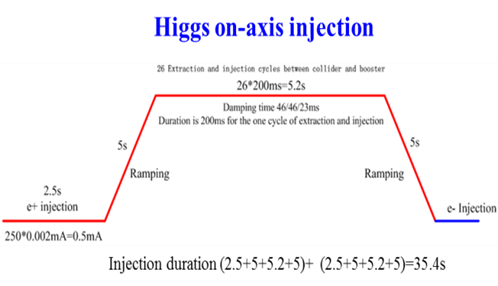 Higgs on-axis injection
26 Extraction and injection cycles between collider and booster
26*200ms=5.2s
Damping time 46/46/23ms
Duration is 200ms for the one cycle of extraction and injection
5s
5s
Ramping
Ramping
2.5s
e+ injection
e- Injection
250*0.002mA=0.5mA
Injection duration (2.5+5+5.2+5)+ (2.5+5+5.2+5)=35.4s